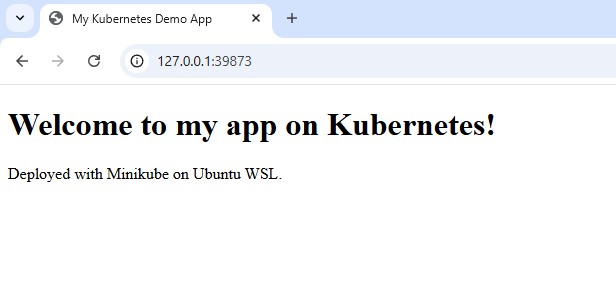 My Kubernetes Demo App
127.0.0.1:39873
Welcome to my app on Kubernetes!
Deployed with Minikube on Ubuntu WSL.